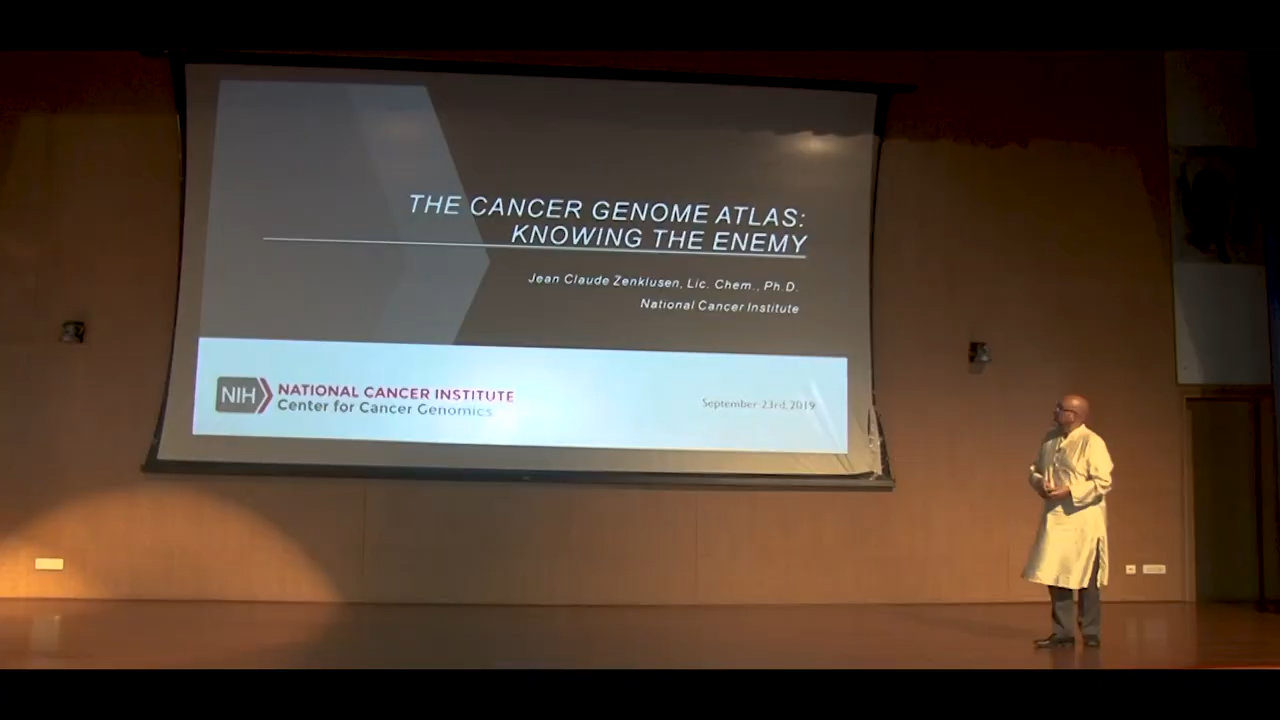 THE CANCER GENOME ATLAS:
KNOWING THE ENEMY
Jean Claude Zenklusen, Lic. Chem., Ph.D.
National Cancer Institute
NIH
NATIONAL CANCER INSTITUTE
Center for Cancer Genomics
September 23rd, 2019